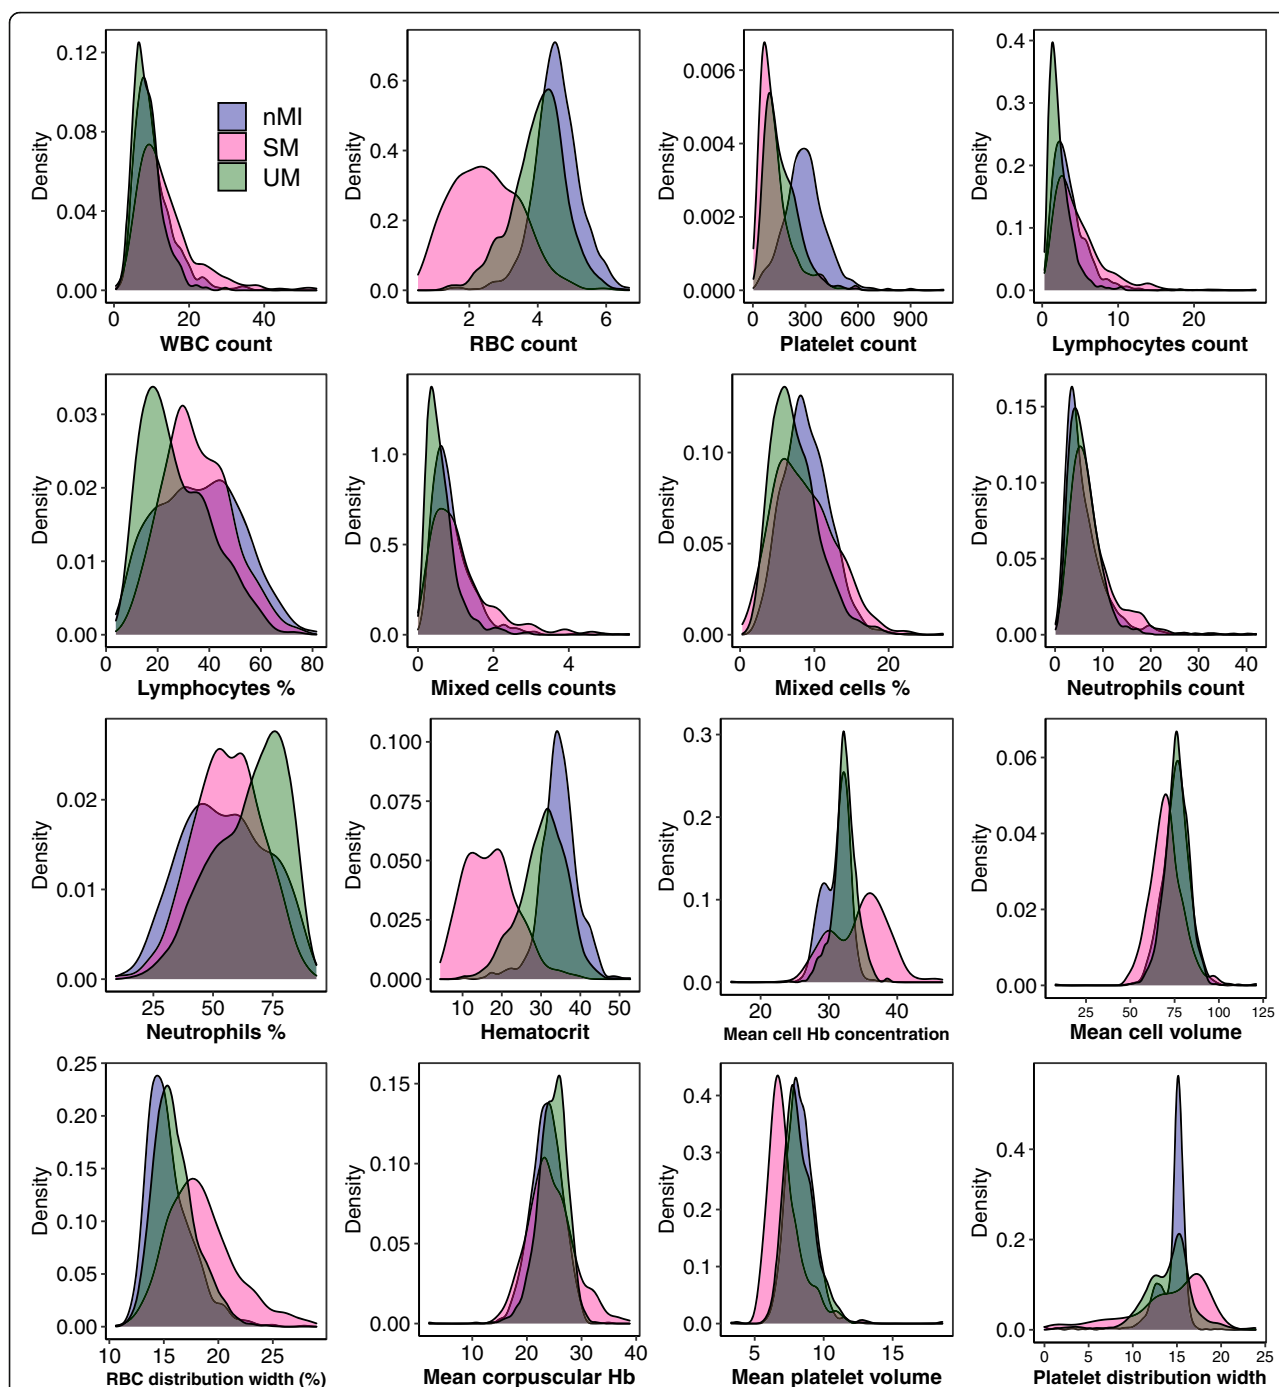 0.12
0.08
0.04
0.00
Density
0 20 40
WBC count
nMI
SM
UM
0.6
0.4
0.2
0.0
Density
2 4 6
RBC count
0.006
0.004
0.002
0.000
Density
0 300 600 900
Platelet count
0.4
0.3
0.2
0.1
0.0
Density
0 10 20
Lymphocytes count
0.03
0.02
0.01
0.00
Density
0 20 40 60 80
Lymphocytes %
1.0
0.5
0.0
Density
0 2 4
Mixed cells counts
0.10
0.05
0.00
Density
0 10 20
Mixed cells %
0.15
0.10
0.05
0.00
Density
0 10 20 30 40
Neutrophils count
0.02
0.01
0.00
Density
25 50 75
Neutrophils %
0.100
0.075
0.050
0.025
0.000
Density
10 20 30 40 50
Hematocrit
0.3
0.2
0.1
0.0
Density
20 30 40
Mean cell Hb concentration
0.06
0.04
0.02
0.00
Density
25 50 75 100 125
Mean cell volume
0.25
0.20
0.15
0.10
0.05
0.00
Density
10 15 20 25
RBC distribution width (%)
0.15
0.10
0.05
0.00
Density
10 20 30 40
Mean corpuscular Hb
0.4
0.3
0.2
0.1
0.0
Density
5 10 15
Mean platelet volume
0.4
0.2
0.0
Density
0 5 10 15 20 25
Platelet distribution width